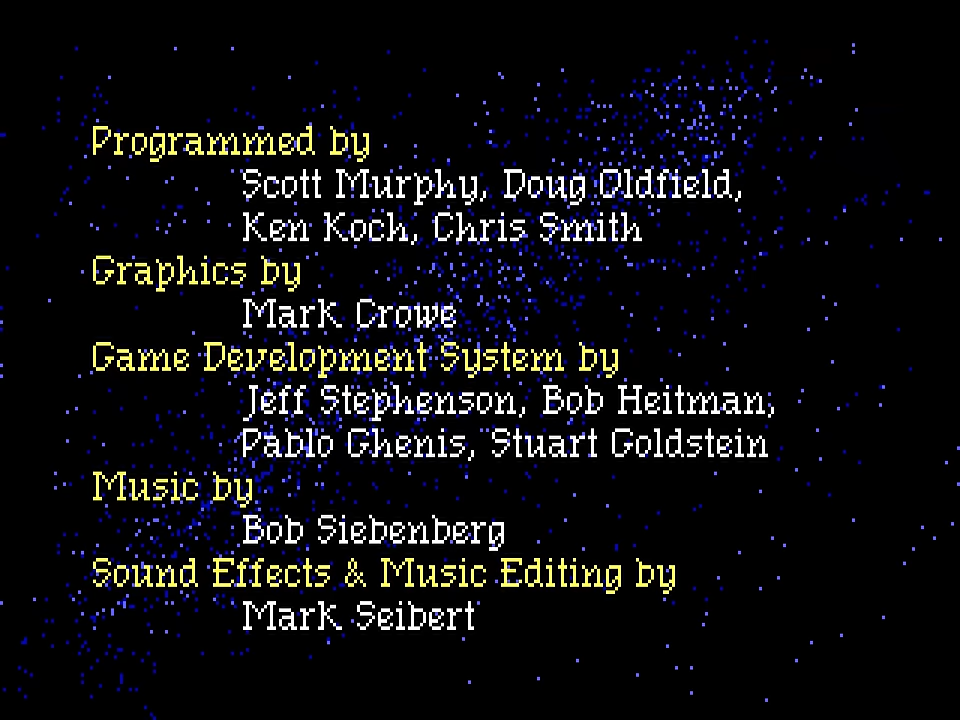 Programmed by
Scott Murphy, Doug Oldfield,
Ken Koch, Chris Smith
Graphics by
Mark Crowe
Game Development System by
Jeff Stephenson, Bob Heitman,
Pablo Ghenis, Stuart Goldstein
Music by
Bob Siebenberg
Sound Effects & Music Editing by
Mark Seibert